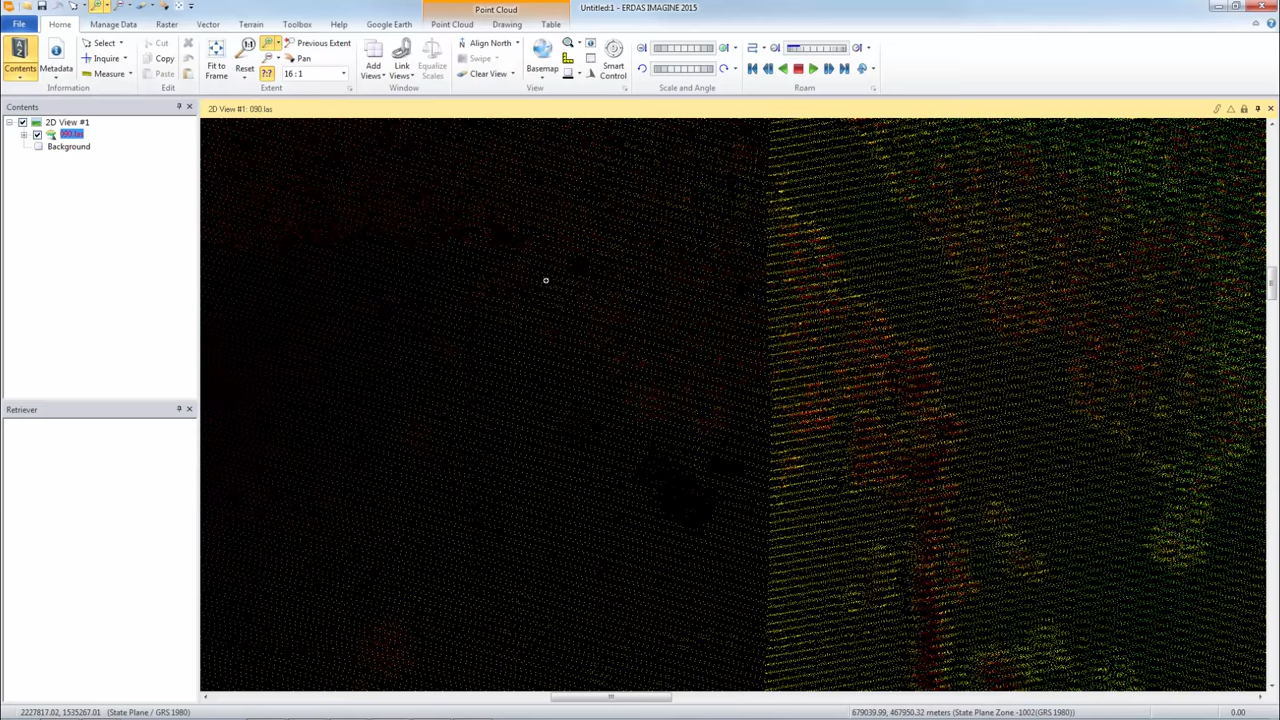 Point Cloud
Untitled:1 - ERDAS IMAGINE 2015
File
Home
Manage Data
Raster
Vector
Terrain
Toolbox
Help
Google Earth
Point Cloud
Drawing
Table
Contents
Metadata
Select
Inquire
Measure
Information
Cut
Copy
Paste
Edit
Fit to
Frame
1:1
Reset
Previous Extent
Pan
?:?
16 : 1
Extent
Add
Views
Link
Views
Equalize
Scales
Window
Align North
Swipe
Clear View
Basemap
Smart
Control
View
Scale and Angle
Roam
Contents
2D View #1: 090.las
2D View #1
090.las
Background
Retriever
2227817.02, 1535267.01 (State Plane / GRS 1980)
679039.99, 467950.32 meters (State Plane Zone -1002(GRS 1980))
0.00